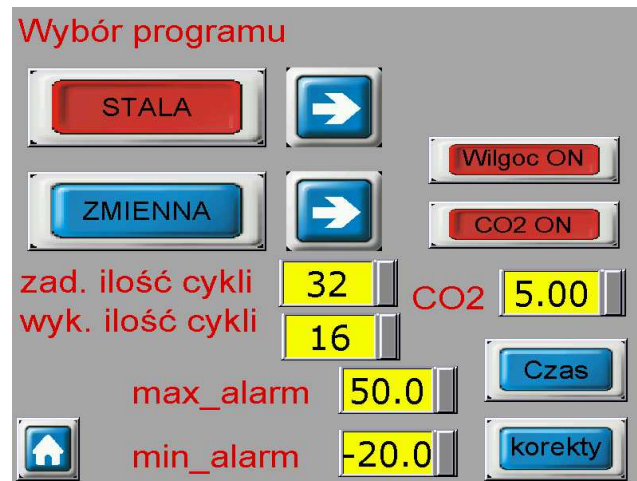 Wybór programu
STALA
Wilgoc ON
ZMIENNA
CO2 ON
zad. ilość cykli 32
CO2 5.00
wyk. ilość cykli 16
Czas
max_alarm 50.0
min_alarm -20.0
korekty